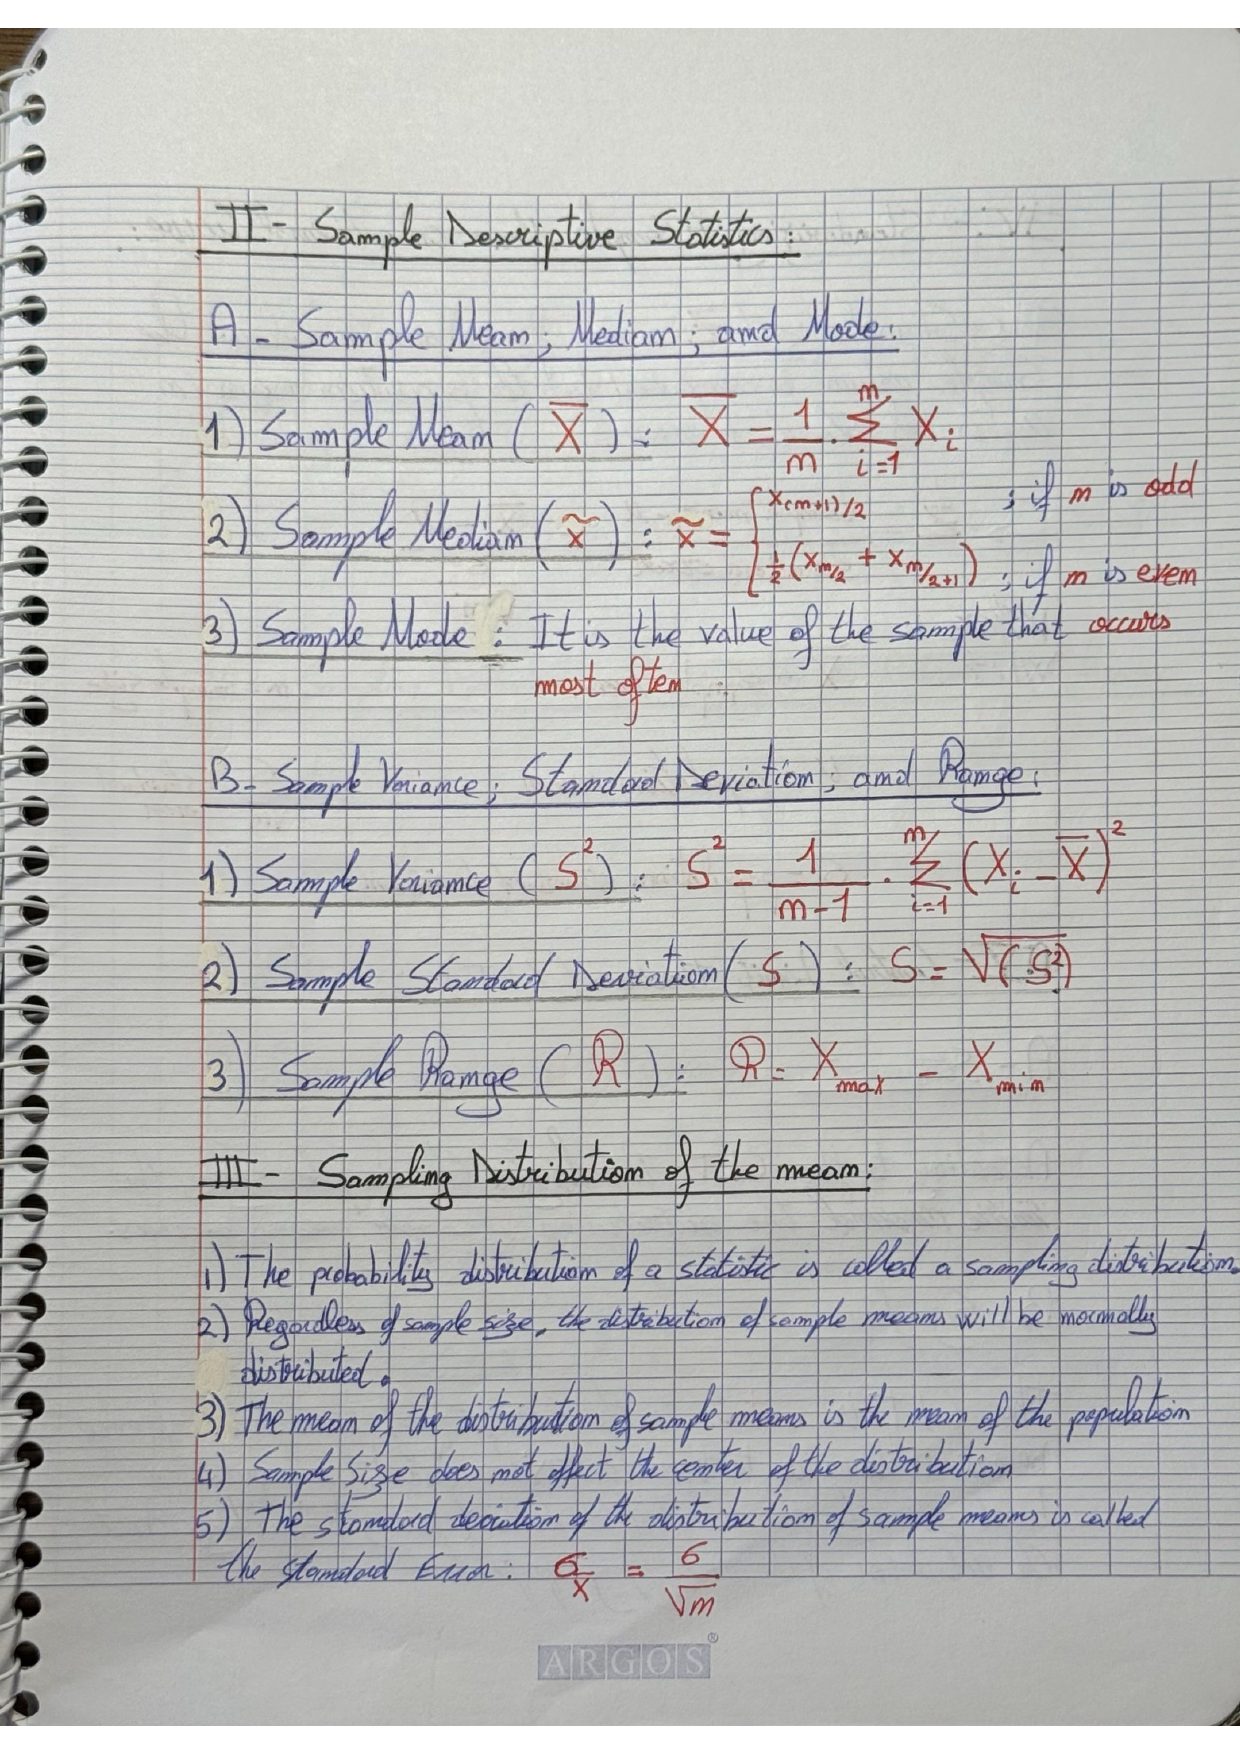 II - Sample Descriptive Statistics:
A - Sample Mean; Median; and Mode:
1) Sample Mean (X̅): X̅ = 1/n . Σ_{i=1}^{n} X_i
2) Sample Median (x̃): x̃ = { X_{(n+1)/2} ; if n is odd
½(X_{n/2} + X_{n/2+1}) ; if n is even
3) Sample Mode: It is the value of the sample that occurs
most often
B- Sample Variance; Standard Deviation; and Range:
1) Sample Variance (S²): S² = 1/(n-1) . Σ_{i=1}^{n} (X_i - X̅)²
2) Sample Standard Deviation (S): S = √(S²)
3) Sample Range (R): R = X_max - X_min
III - Sampling Distribution of the mean:
1) The probability distribution of a statistic is called a sampling distribution.
2) Regardless of sample size, the distribution of sample means will be normally
distributed.
3) The mean of the distribution of sample means is the mean of the population
4) Sample Size does not affect the center of the distribution
5) The standard deviation of the distribution of sample means is called
the standard Error: σ_x̅ = σ/√n
ARGOS®